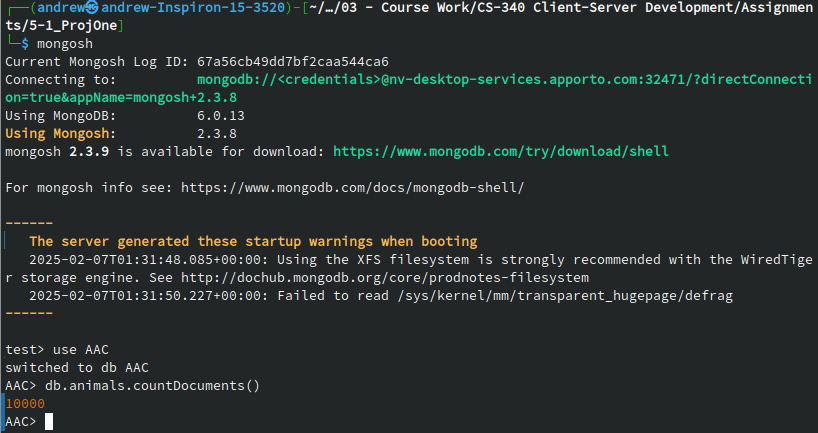 ┌──(andrew㉿andrew-Inspiron-15-3520)-[~/…/03 - Course Work/CS-340 Client-Server Development/Assignmen
ts/5-1_ProjOne]
└─$ mongosh
Current Mongosh Log ID: 67a56cb49dd7bf2caa544ca6
Connecting to:          mongodb://<credentials>@nv-desktop-services.apporto.com:32471/?directConnecti
on=true&appName=mongosh+2.3.8
Using MongoDB:          6.0.13
Using Mongosh:          2.3.8
mongosh 2.3.9 is available for download: https://www.mongodb.com/try/download/shell
For mongosh info see: https://www.mongodb.com/docs/mongodb-shell/
------
   The server generated these startup warnings when booting
   2025-02-07T01:31:48.085+00:00: Using the XFS filesystem is strongly recommended with the WiredTige
r storage engine. See http://dochub.mongodb.org/core/prodnotes-filesystem
   2025-02-07T01:31:50.227+00:00: Failed to read /sys/kernel/mm/transparent_hugepage/defrag
------
test> use AAC
switched to db AAC
AAC> db.animals.countDocuments()
10000
AAC>